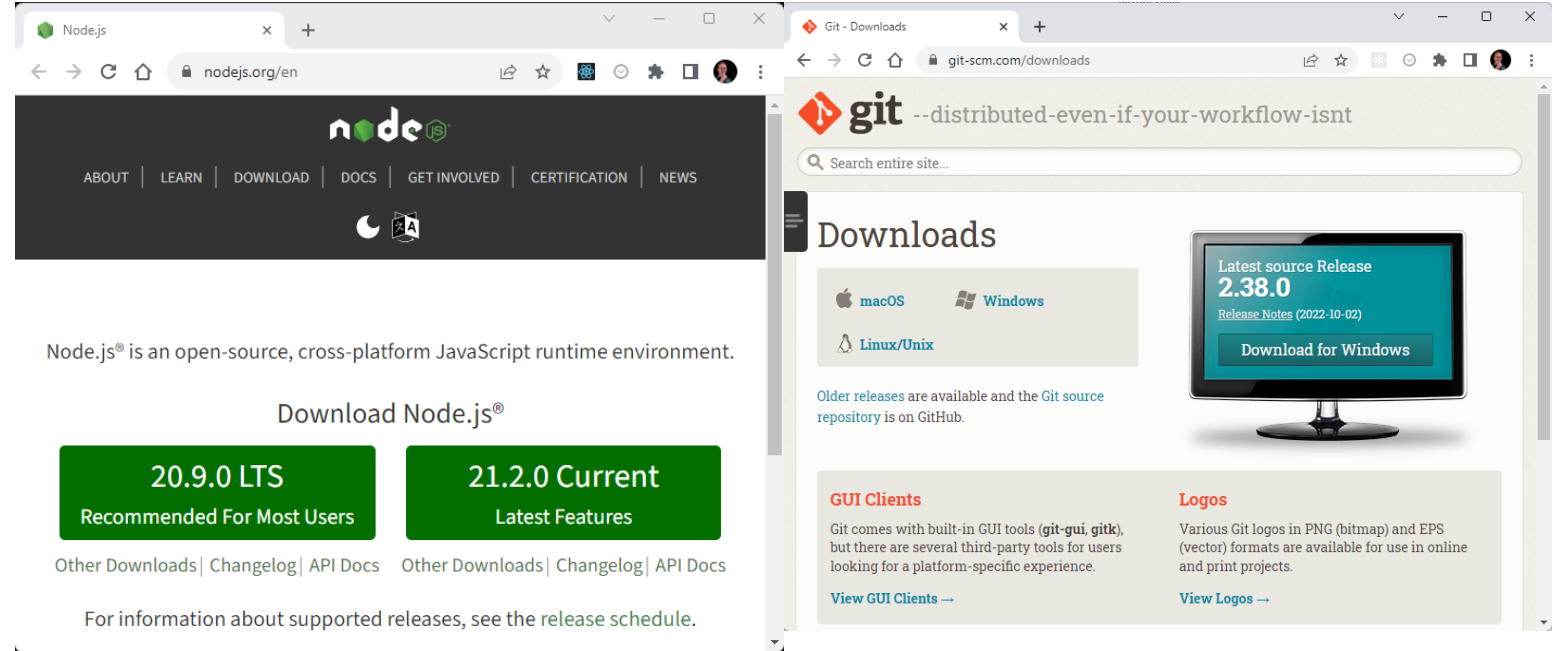 Node.js
nodejs.org/en
node JS
ABOUT | LEARN | DOWNLOAD | DOCS | GET INVOLVED | CERTIFICATION | NEWS
文A
Node.js® is an open-source, cross-platform JavaScript runtime environment.
Download Node.js®
20.9.0 LTS
Recommended For Most Users
21.2.0 Current
Latest Features
Other Downloads | Changelog | API Docs
Other Downloads | Changelog | API Docs
For information about supported releases, see the release schedule.
Git - Downloads
git-scm.com/downloads
git --distributed-even-if-your-workflow-isnt
Search entire site...
Downloads
macOS
Windows
Linux/Unix
Older releases are available and the Git source
repository is on GitHub.
Latest source Release
2.38.0
Release Notes (2022-10-02)
Download for Windows
GUI Clients
Git comes with built-in GUI tools (git-gui, gitk),
but there are several third-party tools for users
looking for a platform-specific experience.
View GUI Clients →
Logos
Various Git logos in PNG (bitmap) and EPS
(vector) formats are available for use in online
and print projects.
View Logos →